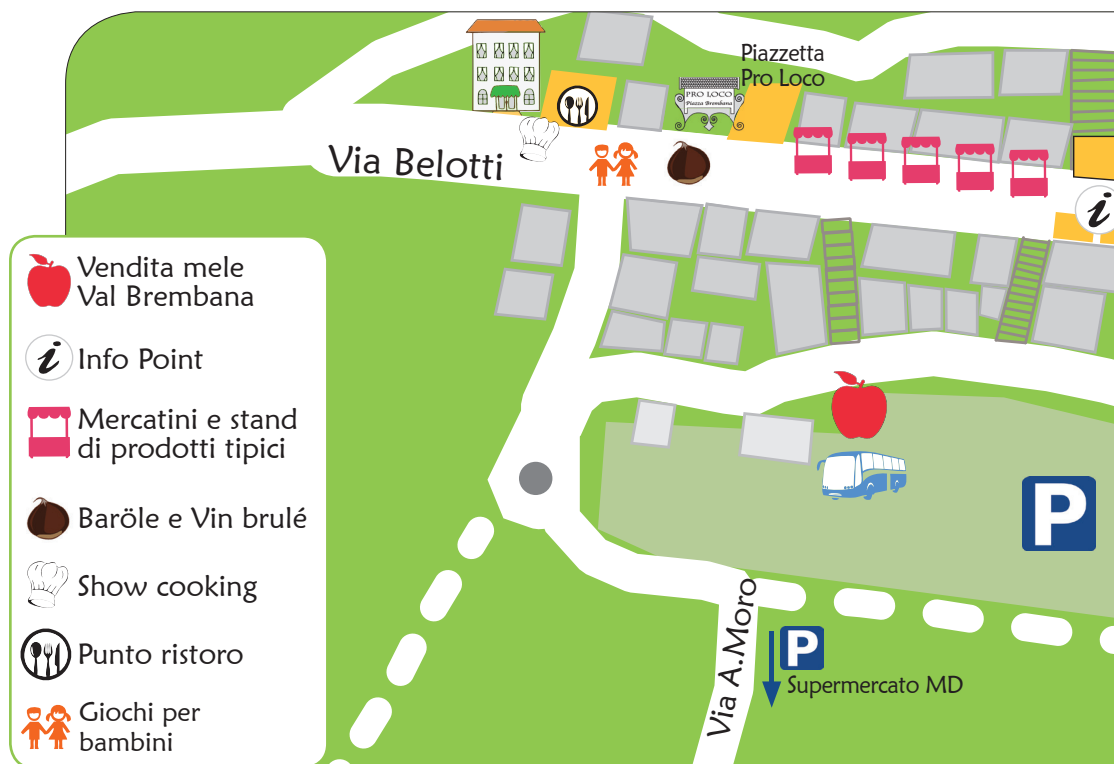 Piazzetta
Pro Loco
PRO LOCO
Piazza Brembana
Via Belotti
i
Vendita mele
Val Brembana
i
Info Point
Mercatini e stand
di prodotti tipici
Baröle e Vin brulé
Show cooking
Punto ristoro
Giochi per
bambini
P
Via A.Moro
P
Supermercato MD